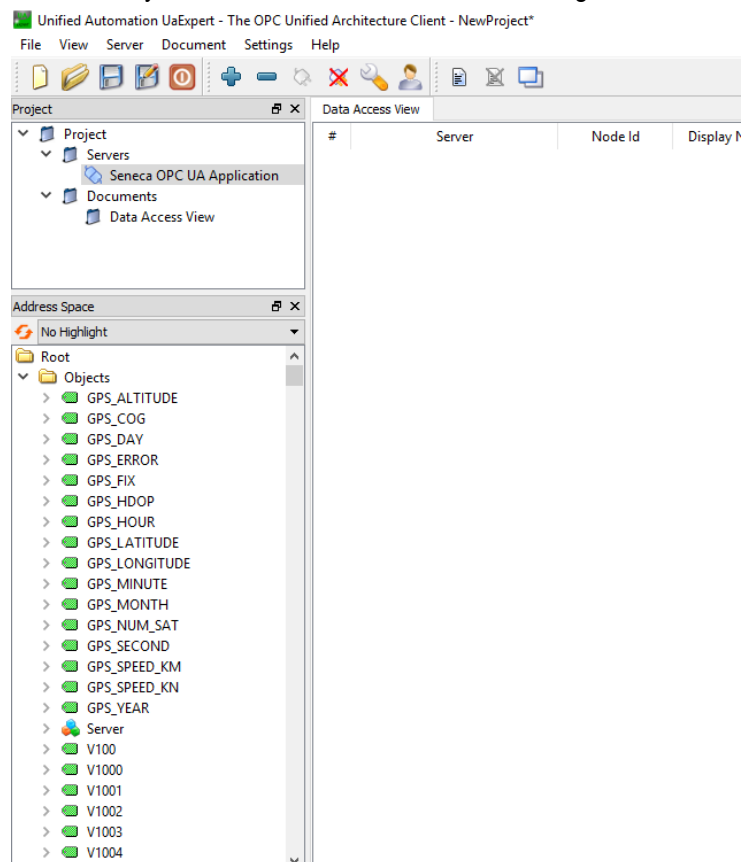 Unified Automation UaExpert - The OPC Unified Architecture Client - NewProject*
File View Server Document Settings Help
Project
Project
Servers
Seneca OPC UA Application
Documents
Data Access View
Address Space
No Highlight
Root
Objects
GPS_ALTITUDE
GPS_COG
GPS_DAY
GPS_ERROR
GPS_FIX
GPS_HDOP
GPS_HOUR
GPS_LATITUDE
GPS_LONGITUDE
GPS_MINUTE
GPS_MONTH
GPS_NUM_SAT
GPS_SECOND
GPS_SPEED_KM
GPS_SPEED_KN
GPS_YEAR
Server
V100
V1000
V1001
V1002
V1003
V1004
Data Access View
# Server Node Id Display